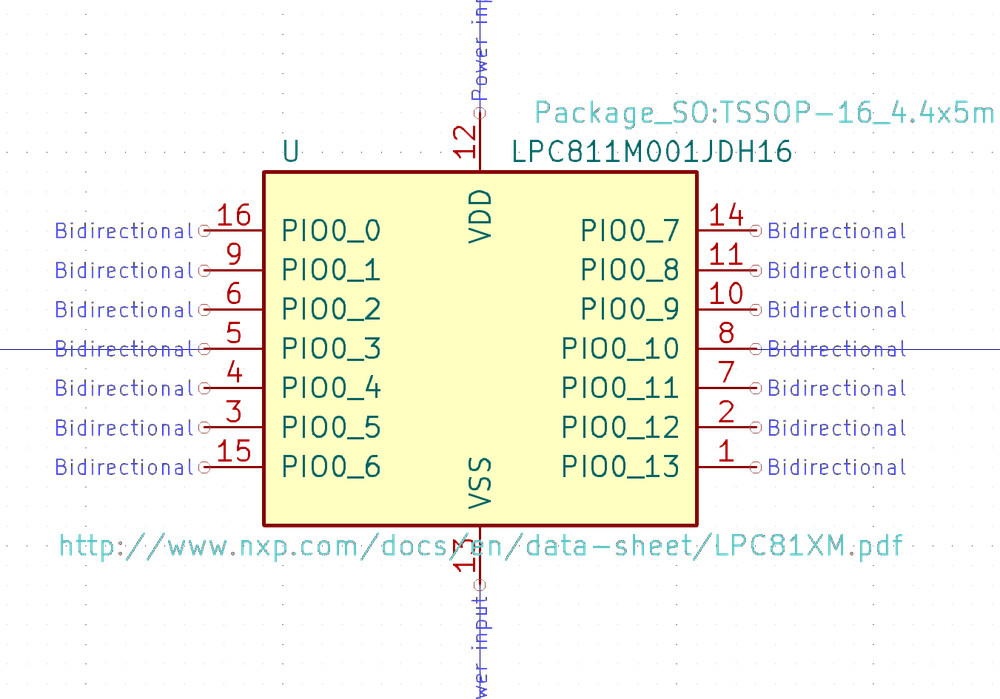 Power inp
Package_SO:TSSOP-16_4.4x5m
12
U
LPC811M001JDH16
VDD
Bidirectional 16 PIO0_0 PIO0_7 14 Bidirectional
Bidirectional 9 PIO0_1 PIO0_8 11 Bidirectional
Bidirectional 6 PIO0_2 PIO0_9 10 Bidirectional
Bidirectional 5 PIO0_3 PIO0_10 8 Bidirectional
Bidirectional 4 PIO0_4 PIO0_11 7 Bidirectional
Bidirectional 3 PIO0_5 PIO0_12 2 Bidirectional
Bidirectional 15 PIO0_6 PIO0_13 1 Bidirectional
VSS
http://www.nxp.com/docs/en/data-sheet/LPC81XM.pdf
13
wer input